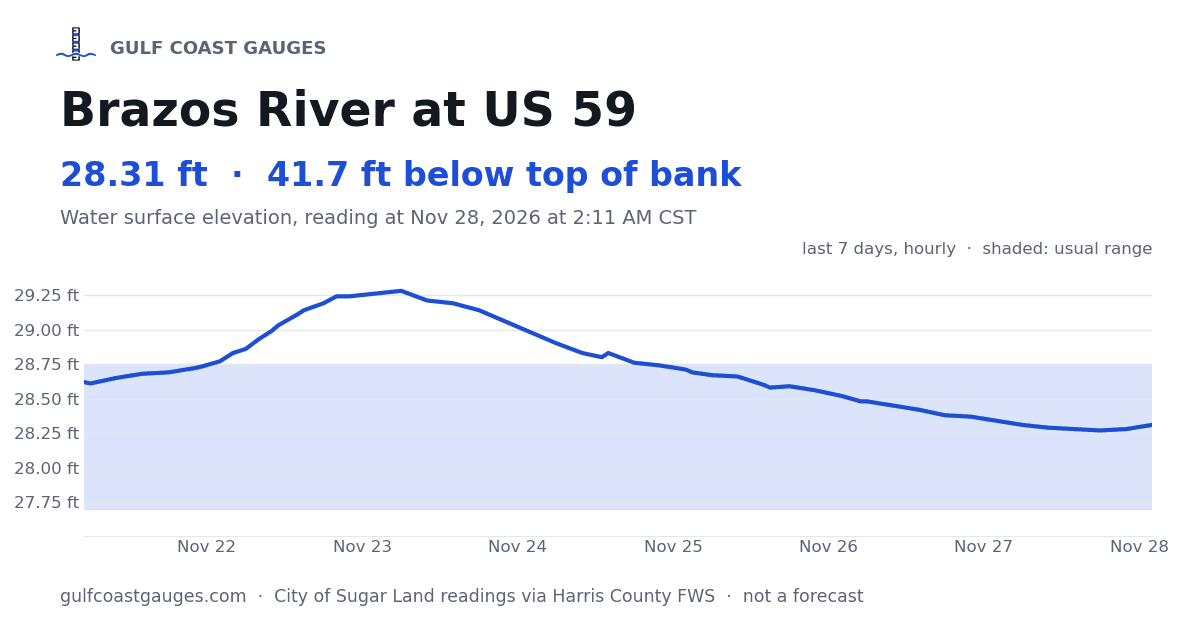 GULF COAST GAUGES
Brazos River at US 59
28.31 ft · 41.7 ft below top of bank
Water surface elevation, reading at Nov 28, 2026 at 2:11 AM CST
last 7 days, hourly · shaded: usual range
29.25 ft
29.00 ft
28.75 ft
28.50 ft
28.25 ft
28.00 ft
27.75 ft
Nov 22 Nov 23 Nov 24 Nov 25 Nov 26 Nov 27 Nov 28
gulfcoastgauges.com · City of Sugar Land readings via Harris County FWS · not a forecast